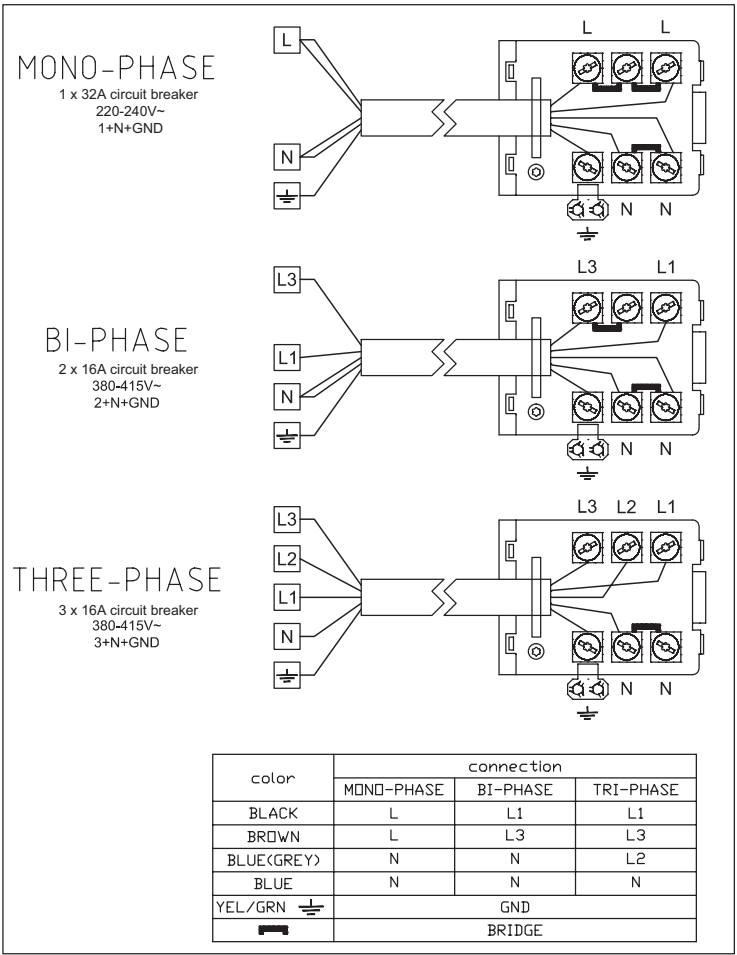 MONO-PHASE
1 x 32A circuit breaker
220-240V~
1+N+GND
L
N
L L
N N
BI-PHASE
2 x 16A circuit breaker
380-415V~
2+N+GND
L3
L1
N
L3 L1
N N
THREE-PHASE
3 x 16A circuit breaker
380-415V~
3+N+GND
L3
L2
L1
N
L3 L2 L1
N N
color connection
MONO-PHASE BI-PHASE TRI-PHASE
BLACK L L1 L1
BROWN L L3 L3
BLUE(GREY) N N L2
BLUE N N N
YEL/GRN GND
BRIDGE